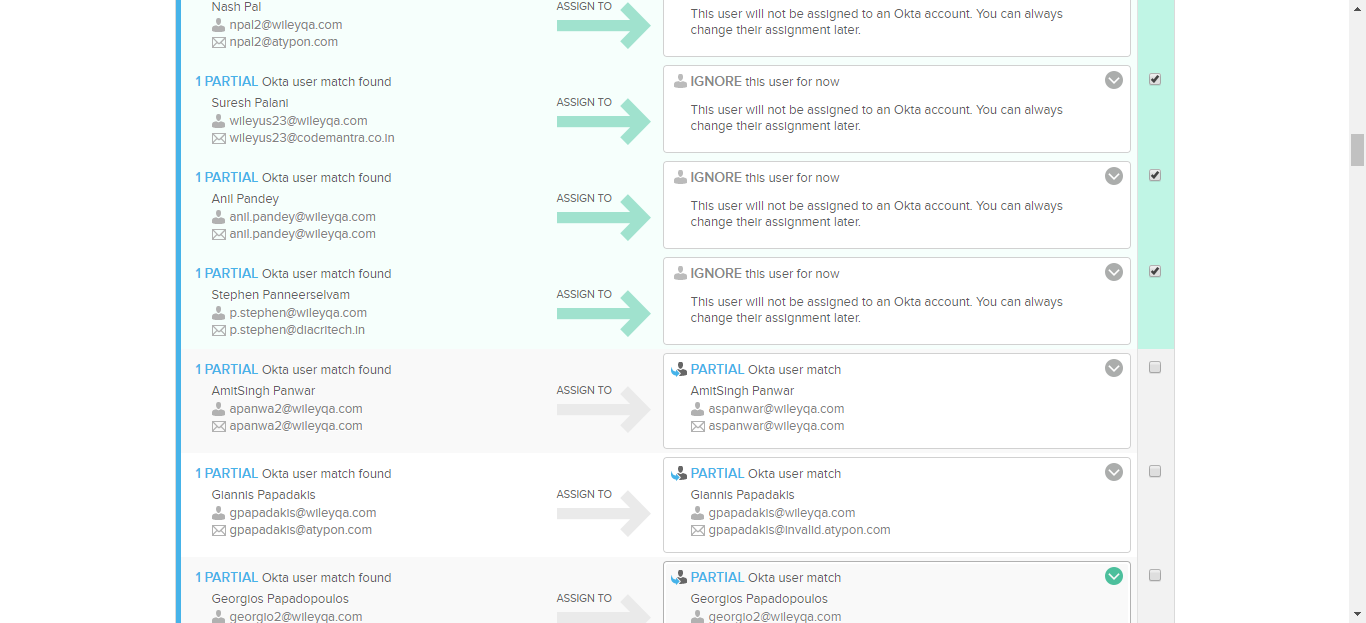 Nash Pal
npal2@wileyqa.com
npal2@atypon.com
ASSIGN TO
This user will not be assigned to an Okta account. You can always
change their assignment later.
1 PARTIAL Okta user match found
Suresh Palani
wileyus23@wileyqa.com
wileyus23@codemantra.co.in
ASSIGN TO
IGNORE this user for now
This user will not be assigned to an Okta account. You can always
change their assignment later.
1 PARTIAL Okta user match found
Anil Pandey
anil.pandey@wileyqa.com
anil.pandey@wileyqa.com
ASSIGN TO
IGNORE this user for now
This user will not be assigned to an Okta account. You can always
change their assignment later.
1 PARTIAL Okta user match found
Stephen Panneerselvam
p.stephen@wileyqa.com
p.stephen@diacritech.in
ASSIGN TO
IGNORE this user for now
This user will not be assigned to an Okta account. You can always
change their assignment later.
1 PARTIAL Okta user match found
AmitSingh Panwar
apanwa2@wileyqa.com
apanwa2@wileyqa.com
ASSIGN TO
PARTIAL Okta user match
AmitSingh Panwar
aspanwar@wileyqa.com
aspanwar@wileyqa.com
1 PARTIAL Okta user match found
Giannis Papadakis
gpapadakis@wileyqa.com
gpapadakis@atypon.com
ASSIGN TO
PARTIAL Okta user match
Giannis Papadakis
gpapadakis@wileyqa.com
gpapadakis@invalid.atypon.com
1 PARTIAL Okta user match found
Georgios Papadopoulos
georgio2@wileyqa.com
ASSIGN TO
PARTIAL Okta user match
Georgios Papadopoulos
georgio2@wileyqa.com